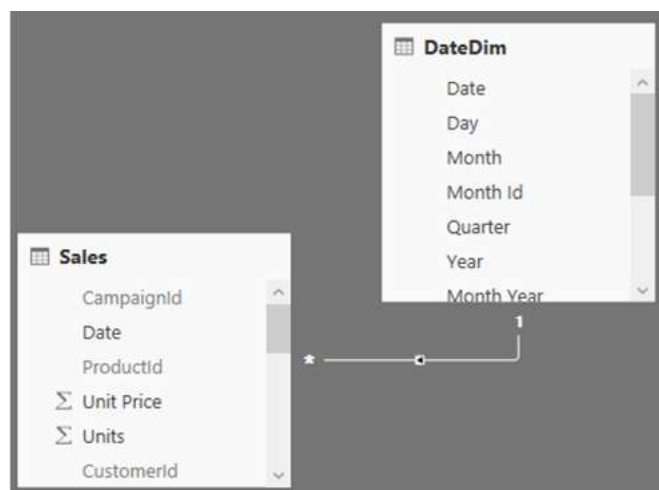 DateDim
Date
Day
Month
Month Id
Quarter
Year
Month Year
1
Sales
CampaignId
Date
ProductId
Σ Unit Price
Σ Units
CustomerId
*